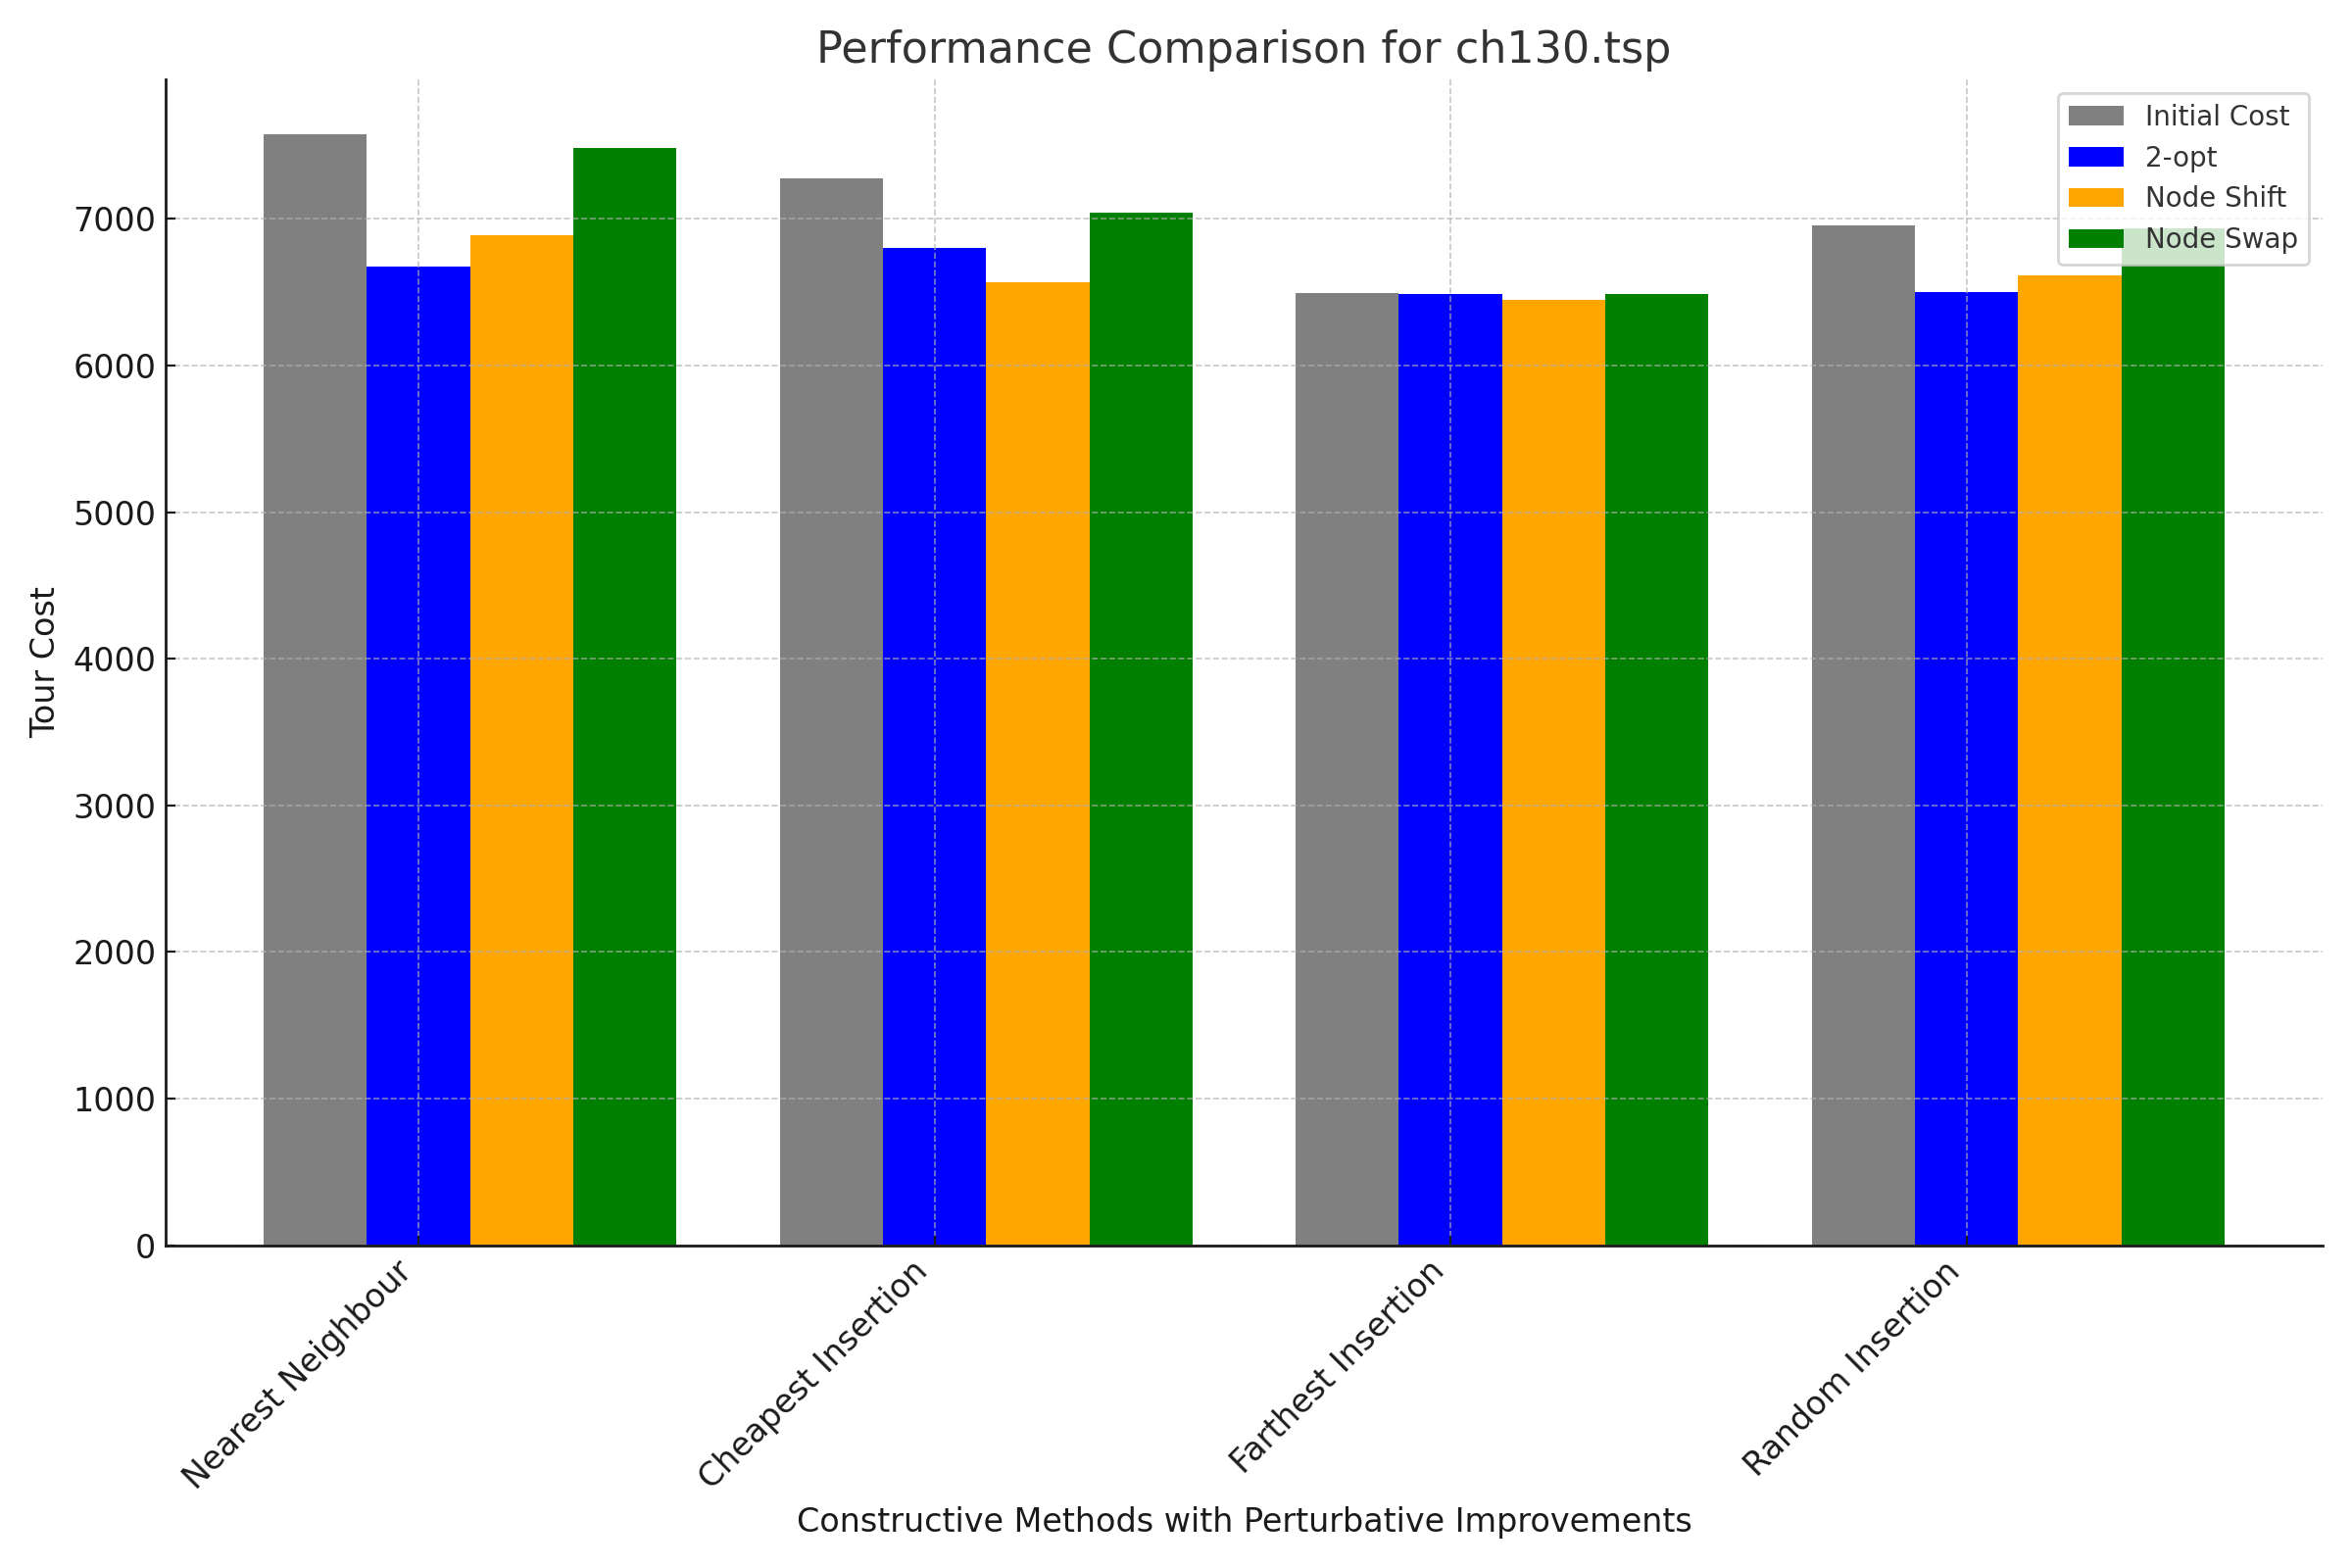 Performance Comparison for ch130.tsp
Initial Cost
2-opt
Node Shift
Node Swap
Tour Cost
7000
6000
5000
4000
3000
2000
1000
0
Nearest Neighbour
Cheapest Insertion
Farthest Insertion
Random Insertion
Constructive Methods with Perturbative Improvements